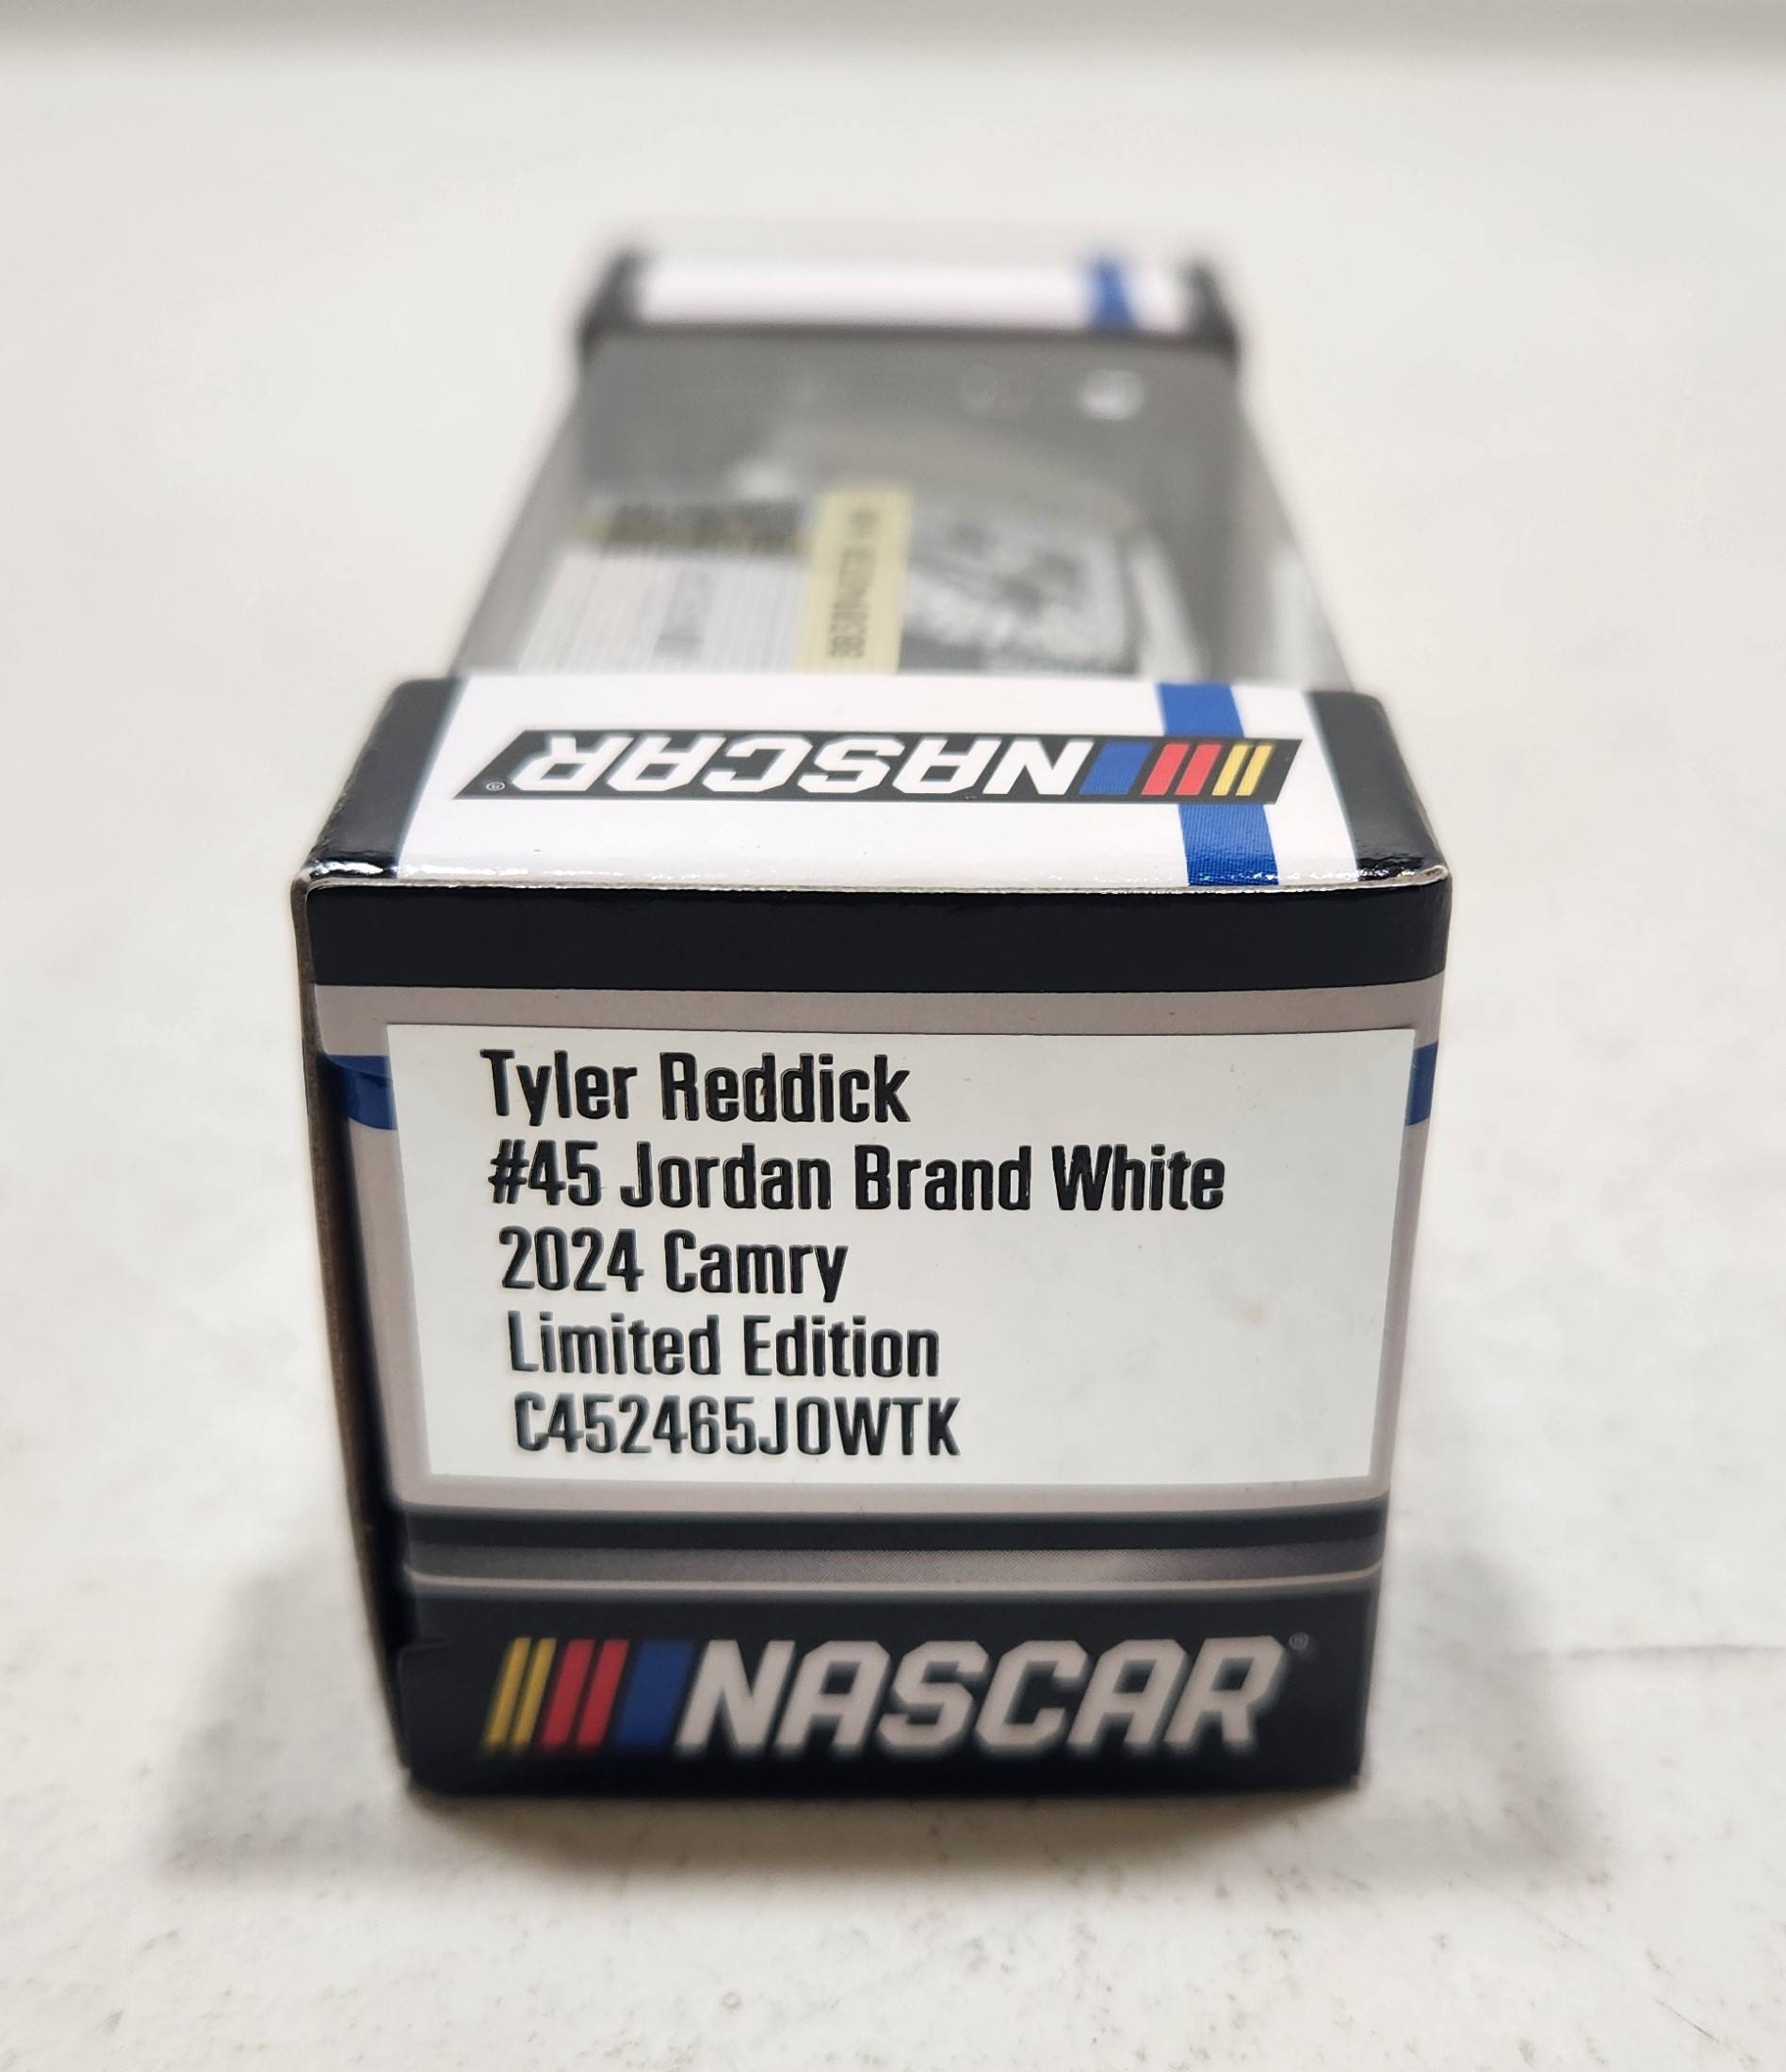 NASCAR
Tyler Reddick
#45 Jordan Brand White
2024 Camry
Limited Edition
C452465JOWTK
NASCAR